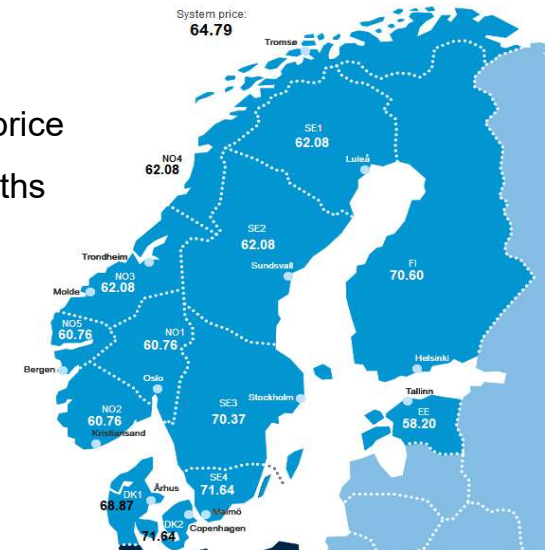 System price:
64.79
Tromsø
price
ths
SE1
62.08
NO4
62.08
Luleå
SE2
62.08
Trondheim
Sundsvall
FI
70.60
NO3
62.08
Molde
NO5
60.76
NO1
60.76
Bergen
Oslo
Helsinki
Stockholm
Tallinn
SE3
70.37
EE
58.20
NO2
60.76
Kristiansand
SE4
71.64
Århus
DK1
68.87
Malmö
DK2
71.64
Copenhagen